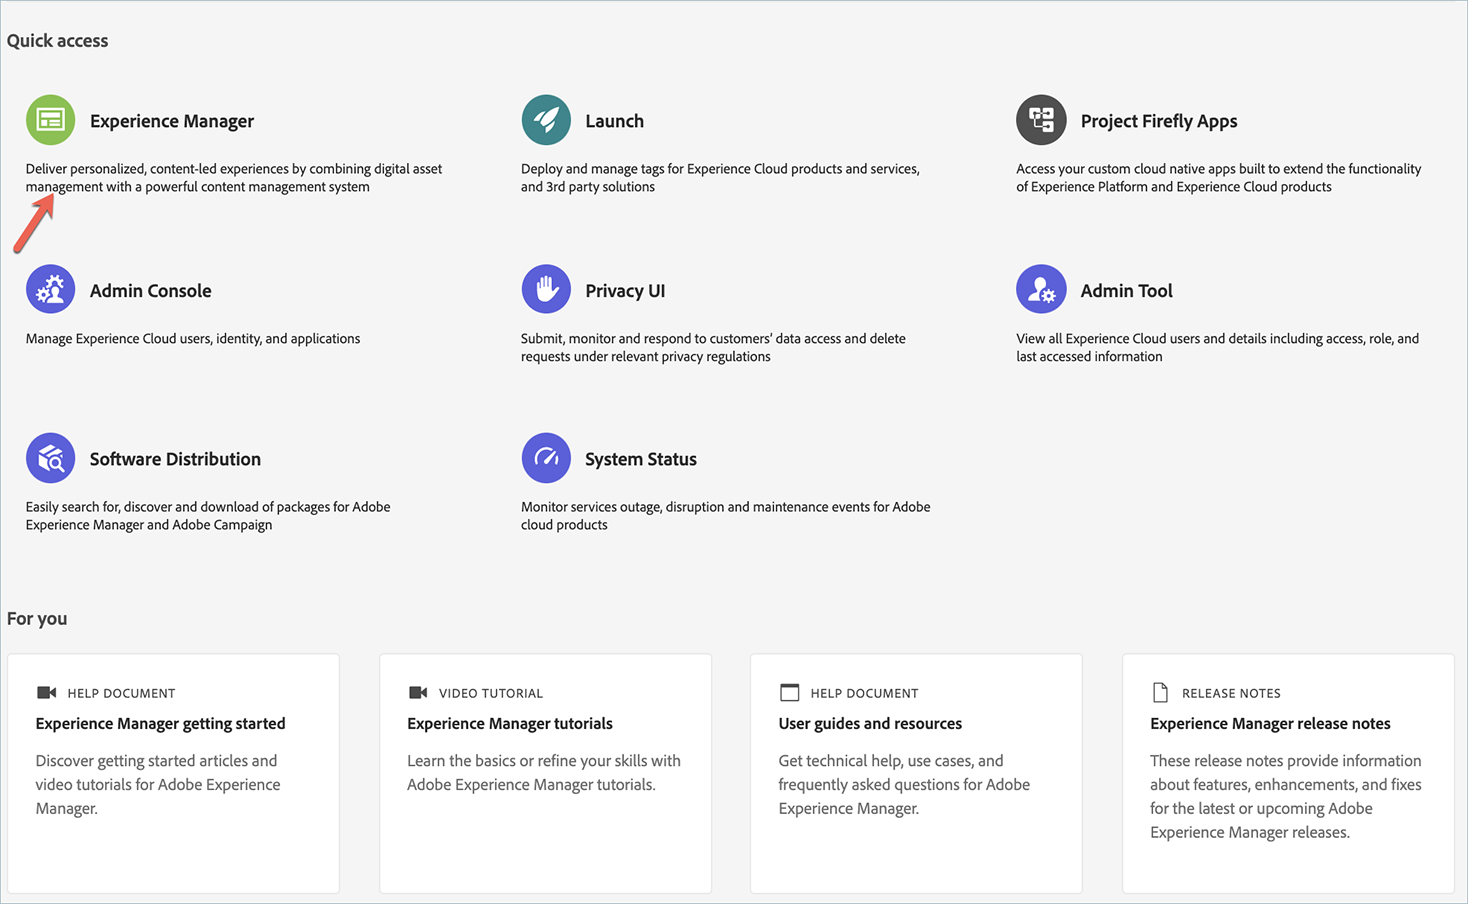 Quick access
Experience Manager
Deliver personalized, content-led experiences by combining digital asset
management with a powerful content management system
Launch
Deploy and manage tags for Experience Cloud products and services,
and 3rd party solutions
Project Firefly Apps
Access your custom cloud native apps built to extend the functionality
of Experience Platform and Experience Cloud products
Admin Console
Manage Experience Cloud users, identity, and applications
Privacy UI
Submit, monitor and respond to customers' data access and delete
requests under relevant privacy regulations
Admin Tool
View all Experience Cloud users and details including access, role, and
last accessed information
Software Distribution
Easily search for, discover and download of packages for Adobe
Experience Manager and Adobe Campaign
System Status
Monitor services outage, disruption and maintenance events for Adobe
cloud products
For you
HELP DOCUMENT
Experience Manager getting started
Discover getting started articles and
video tutorials for Adobe Experience
Manager.
VIDEO TUTORIAL
Experience Manager tutorials
Learn the basics or refine your skills with
Adobe Experience Manager tutorials.
HELP DOCUMENT
User guides and resources
Get technical help, use cases, and
frequently asked questions for Adobe
Experience Manager.
RELEASE NOTES
Experience Manager release notes
These release notes provide information
about features, enhancements, and fixes
for the latest or upcoming Adobe
Experience Manager releases.